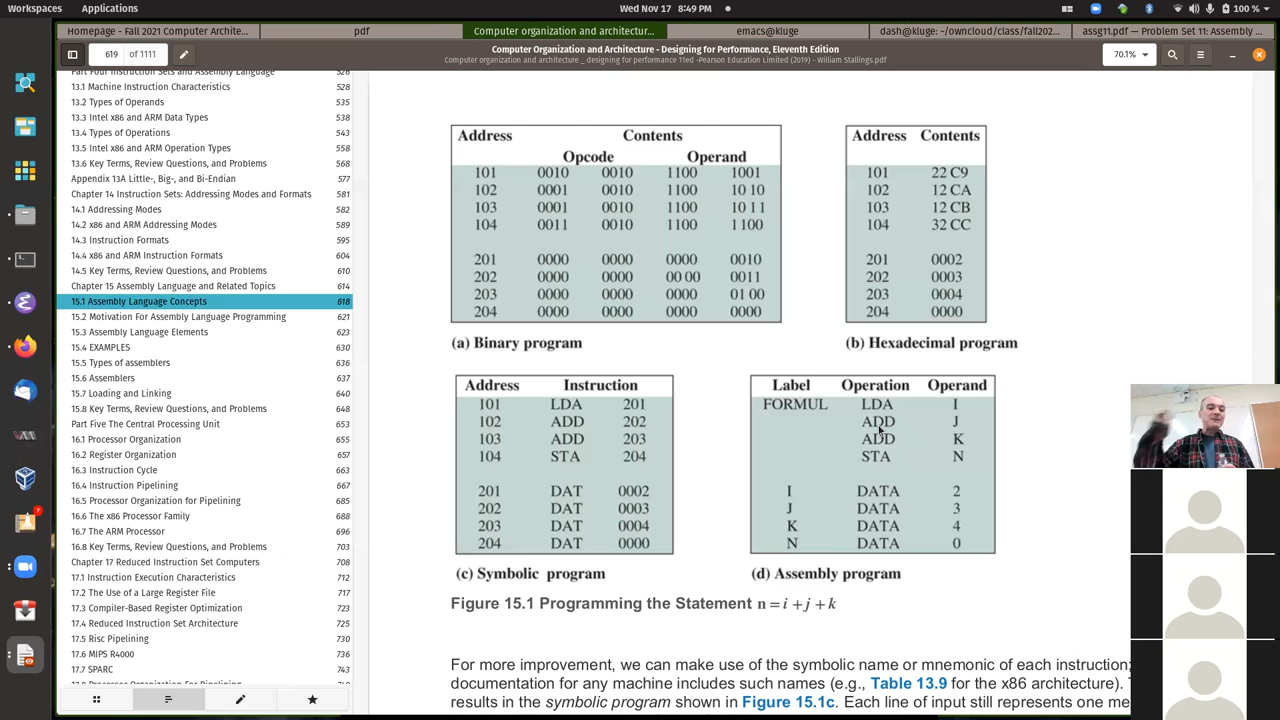 Workspaces Applications Wed Nov 17 8:49 PM 100 %
Homepage - Fall 2021 Computer Archite... pdf Computer organization and architectur... emacs@kluge dash@kluge: ~/owncloud/class/fall202... assg11.pdf — Problem Set 11: Assembly ...
619 of 1111 Computer Organization and Architecture - Designing for Performance, Eleventh Edition 70.1%
Computer organization and architecture _ designing for performance 11ed -Pearson Education Limited (2019) - William Stallings.pdf
Part Four Instruction Sets and Assembly Language 526
13.1 Machine Instruction Characteristics 528
13.2 Types of Operands 535
13.3 Intel x86 and ARM Data Types 538
13.4 Types of Operations 543
13.5 Intel x86 and ARM Operation Types 558
13.6 Key Terms, Review Questions, and Problems 568
Appendix 13A Little-, Big-, and Bi-Endian 577
Chapter 14 Instruction Sets: Addressing Modes and Formats 581
14.1 Addressing Modes 582
14.2 x86 and ARM Addressing Modes 589
14.3 Instruction Formats 595
14.4 x86 and ARM Instruction Formats 604
14.5 Key Terms, Review Questions, and Problems 610
Chapter 15 Assembly Language and Related Topics 614
15.1 Assembly Language Concepts 618
15.2 Motivation For Assembly Language Programming 621
15.3 Assembly Language Elements 623
15.4 EXAMPLES 630
15.5 Types of assemblers 636
15.6 Assemblers 637
15.7 Loading and Linking 640
15.8 Key Terms, Review Questions, and Problems 648
Part Five The Central Processing Unit 653
16.1 Processor Organization 655
16.2 Register Organization 657
16.3 Instruction Cycle 663
16.4 Instruction Pipelining 667
16.5 Processor Organization for Pipelining 685
16.6 The x86 Processor Family 688
16.7 The ARM Processor 696
16.8 Key Terms, Review Questions, and Problems 703
Chapter 17 Reduced Instruction Set Computers 708
17.1 Instruction Execution Characteristics 712
17.2 The Use of a Large Register File 717
17.3 Compiler-Based Register Optimization 723
17.4 Reduced Instruction Set Architecture 725
17.5 Risc Pipelining 730
17.6 MIPS R4000 736
17.7 SPARC 743
Address Contents
Opcode Operand
101 0010 0010 1100 1001
102 0001 0010 1100 10 10
103 0001 0010 1100 10 1 1
104 0011 0010 1100 1 100
201 0000 0000 0000 0010
202 0000 0000 00 00 0011
203 0000 0000 0000 01 00
204 0000 0000 0000 0000
(a) Binary program
Address Contents
101 22 C9
102 12 CA
103 12 CB
104 32 CC
201 0002
202 0003
203 0004
204 0000
(b) Hexadecimal program
Address Instruction
101 LDA 201
102 ADD 202
103 ADD 203
104 STA 204
201 DAT 0002
202 DAT 0003
203 DAT 0004
204 DAT 0000
(c) Symbolic program
Label Operation Operand
FORMUL LDA I
ADD J
ADD K
STA N
I DATA 2
J DATA 3
K DATA 4
N DATA 0
(d) Assembly program
Figure 15.1 Programming the Statement n = i + j + k
For more improvement, we can make use of the symbolic name or mnemonic of each instruction;
documentation for any machine includes such names (e.g., Table 13.9 for the x86 architecture).
results in the symbolic program shown in Figure 15.1c. Each line of input still represents one me